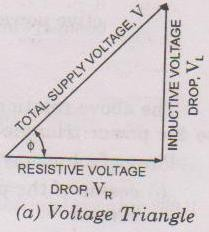 TOTAL SUPPLY VOLTAGE, V
INDUCTIVE VOLTAGE
DROP, V_L
ϕ
RESISTIVE VOLTAGE
DROP, V_R
(a) Voltage Triangle